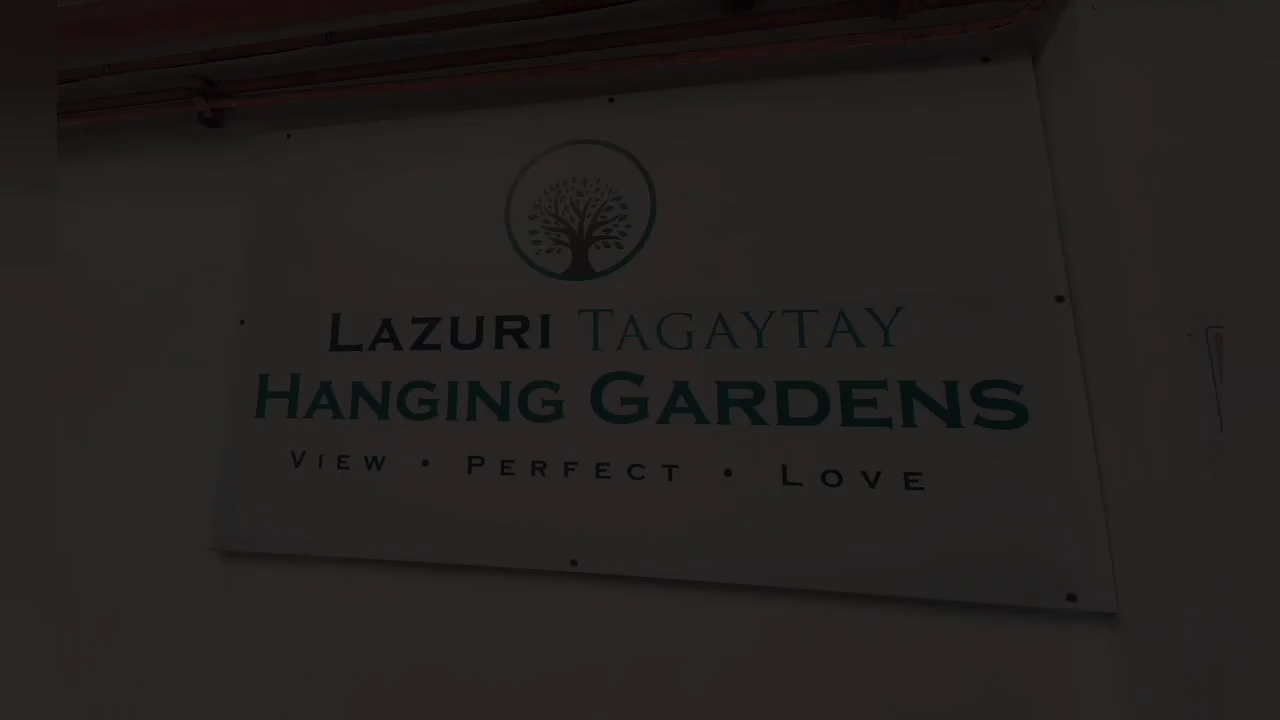 LAZURI TAGAYTAY
HANGING GARDENS
VIEW • PERFECT • LOVE